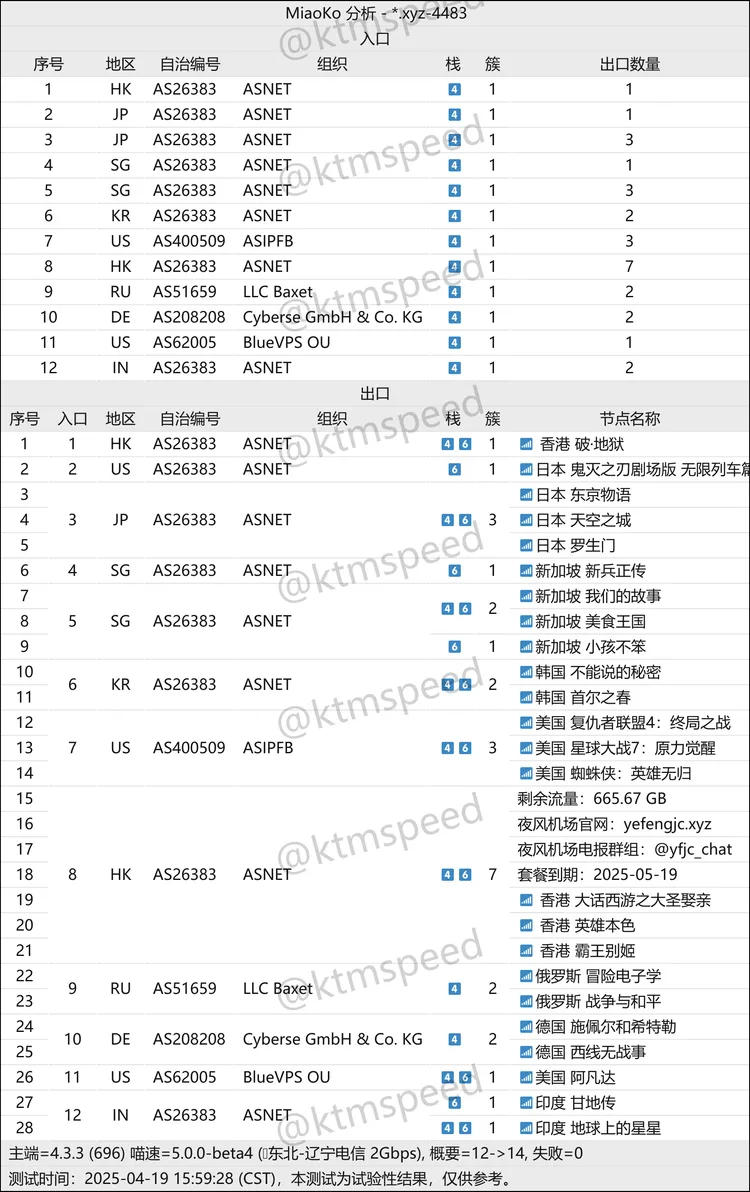 MiaoKo 分析 - *.xyz-4483
入口
序号 地区 自治编号 组织 栈 簇 出口数量
1 HK AS26383 ASNET 4 1 1
2 JP AS26383 ASNET 4 1 1
3 JP AS26383 ASNET 4 1 3
4 SG AS26383 ASNET 4 1 1
5 SG AS26383 ASNET 4 1 3
6 KR AS26383 ASNET 4 1 2
7 US AS400509 ASIPFB 4 1 3
8 HK AS26383 ASNET 4 1 7
9 RU AS51659 LLC Baxet 4 1 2
10 DE AS208208 Cyberse GmbH & Co. KG 4 1 2
11 US AS62005 BlueVPS OU 4 1 1
12 IN AS26383 ASNET 4 1 2
出口
序号 入口 地区 自治编号 组织 栈 簇 节点名称
1 1 HK AS26383 ASNET 4 6 1 香港 破·地狱
2 2 US AS26383 ASNET 6 1 日本 鬼灭之刃剧场版 无限列车篇
3 日本 东京物语
4 3 JP AS26383 ASNET 4 6 3 日本 天空之城
5 日本 罗生门
6 4 SG AS26383 ASNET 6 1 新加坡 新兵正传
7 4 6 2 新加坡 我们的故事
8 5 SG AS26383 ASNET 新加坡 美食王国
9 6 1 新加坡 小孩不笨
10 韩国 不能说的秘密
6 KR AS26383 ASNET 4 6 2
11 韩国 首尔之春
12 美国 复仇者联盟4：终局之战
13 7 US AS400509 ASIPFB 4 6 3 美国 星球大战7：原力觉醒
14 美国 蜘蛛侠：英雄无归
15 剩余流量：665.67 GB
16 夜风机场官网：yefengjc.xyz
17 夜风机场电报群组：@yfjc_chat
18 8 HK AS26383 ASNET 4 6 7 套餐到期：2025-05-19
19 香港 大话西游之大圣娶亲
20 香港 英雄本色
21 香港 霸王别姬
22 俄罗斯 冒险电子学
9 RU AS51659 LLC Baxet 4 2
23 俄罗斯 战争与和平
24 德国 施佩尔和希特勒
10 DE AS208208 Cyberse GmbH & Co. KG 4 2
25 德国 西线无战事
26 11 US AS62005 BlueVPS OU 4 6 1 美国 阿凡达
27 6 1 印度 甘地传
12 IN AS26383 ASNET
28 4 6 1 印度 地球上的星星
主端=4.3.3 (696) 喵速=5.0.0-beta4 (东北-辽宁电信 2Gbps), 概要=12->14, 失败=0
测试时间：2025-04-19 15:59:28 (CST)，本测试为试验性结果，仅供参考。
@ktmspeed
@ktmspeed
@ktmspeed
@ktmspeed
@ktmspeed
@ktmspeed
@ktmspeed
@ktmspeed
@ktmspeed